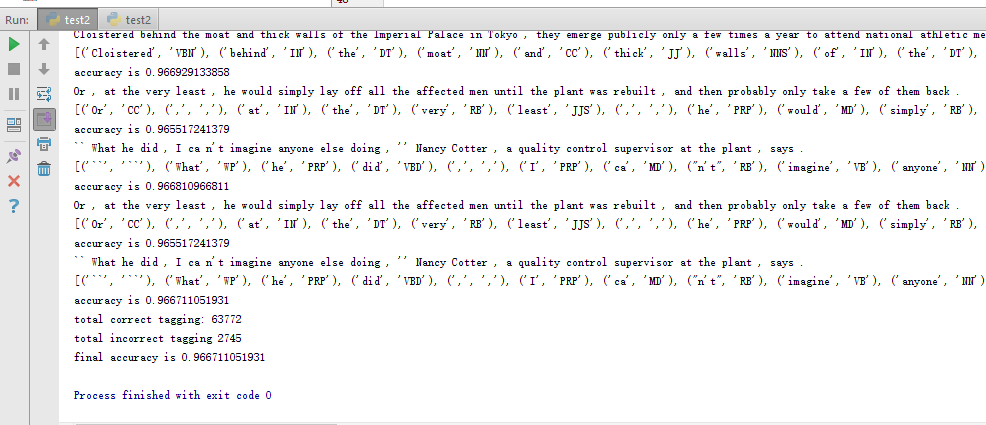 Run: test2 test2
Cloistered behind the moat and thick walls of the Imperial Palace in Tokyo , they emerge publicly only a few times a year to attend national athletic me
[('Cloistered', 'VBN'), ('behind', 'IN'), ('the', 'DT'), ('moat', 'NN'), ('and', 'CC'), ('thick', 'JJ'), ('walls', 'NNS'), ('of', 'IN'), ('the', 'DT'),
accuracy is 0.966929133858
Or , at the very least , he would simply lay off all the affected men until the plant was rebuilt , and then probably only take a few of them back .
[('Or', 'CC'), (',', ','), ('at', 'IN'), ('the', 'DT'), ('very', 'RB'), ('least', 'JJS'), (',', ','), ('he', 'PRP'), ('would', 'MD'), ('simply', 'RB'),
accuracy is 0.965517241379
`` What he did , I ca n't imagine anyone else doing , '' Nancy Cotter , a quality control supervisor at the plant , says .
[('``', '``'), ('What', 'WP'), ('he', 'PRP'), ('did', 'VBD'), (',', ','), ('I', 'PRP'), ('ca', 'MD'), ("n't", 'RB'), ('imagine', 'VB'), ('anyone', 'NN')
accuracy is 0.966810966811
Or , at the very least , he would simply lay off all the affected men until the plant was rebuilt , and then probably only take a few of them back .
[('Or', 'CC'), (',', ','), ('at', 'IN'), ('the', 'DT'), ('very', 'RB'), ('least', 'JJS'), (',', ','), ('he', 'PRP'), ('would', 'MD'), ('simply', 'RB'),
accuracy is 0.965517241379
`` What he did , I ca n't imagine anyone else doing , '' Nancy Cotter , a quality control supervisor at the plant , says .
[('``', '``'), ('What', 'WP'), ('he', 'PRP'), ('did', 'VBD'), (',', ','), ('I', 'PRP'), ('ca', 'MD'), ("n't", 'RB'), ('imagine', 'VB'), ('anyone', 'NN')
accuracy is 0.966711051931
total correct tagging: 63772
total incorrect tagging 2745
final accuracy is 0.966711051931
Process finished with exit code 0